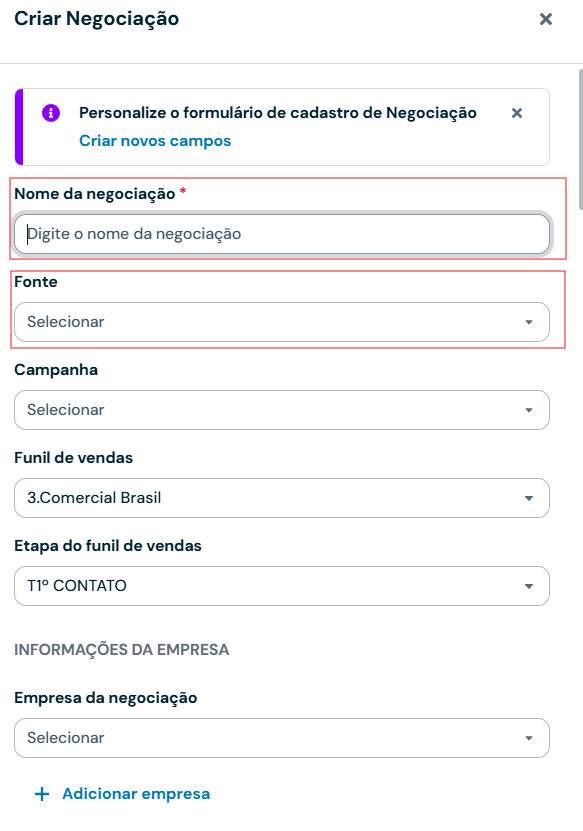 Criar Negociação
Personalize o formulário de cadastro de Negociação
Criar novos campos
Nome da negociação *
Digite o nome da negociação
Fonte
Selecionar
Campanha
Selecionar
Funil de vendas
3.Comercial Brasil
Etapa do funil de vendas
T1º CONTATO
INFORMAÇÕES DA EMPRESA
Empresa da negociação
Selecionar
+ Adicionar empresa